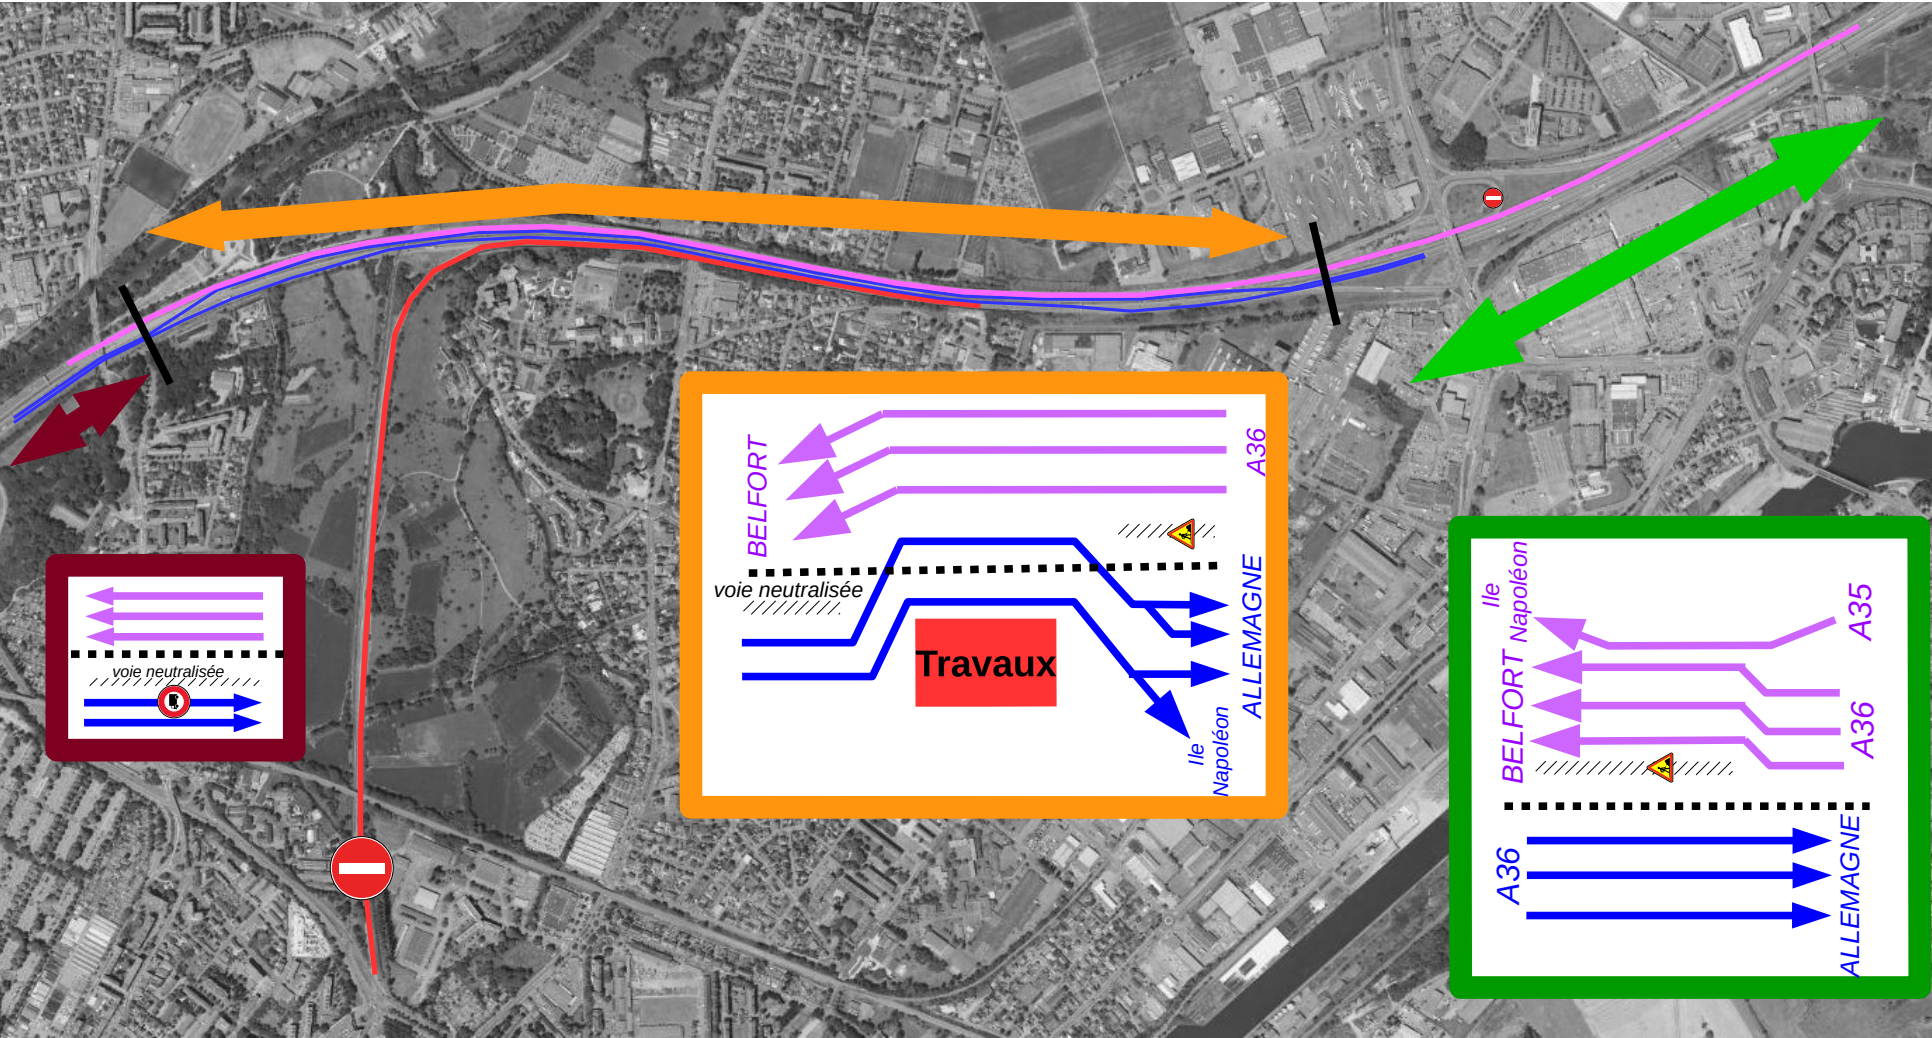 voie neutralisée
BELFORT
A36
voie neutralisée
Travaux
ALLEMAGNE
Ile
Napoléon
Ile
Napoléon
BELFORT
A35
A36
A36
ALLEMAGNE